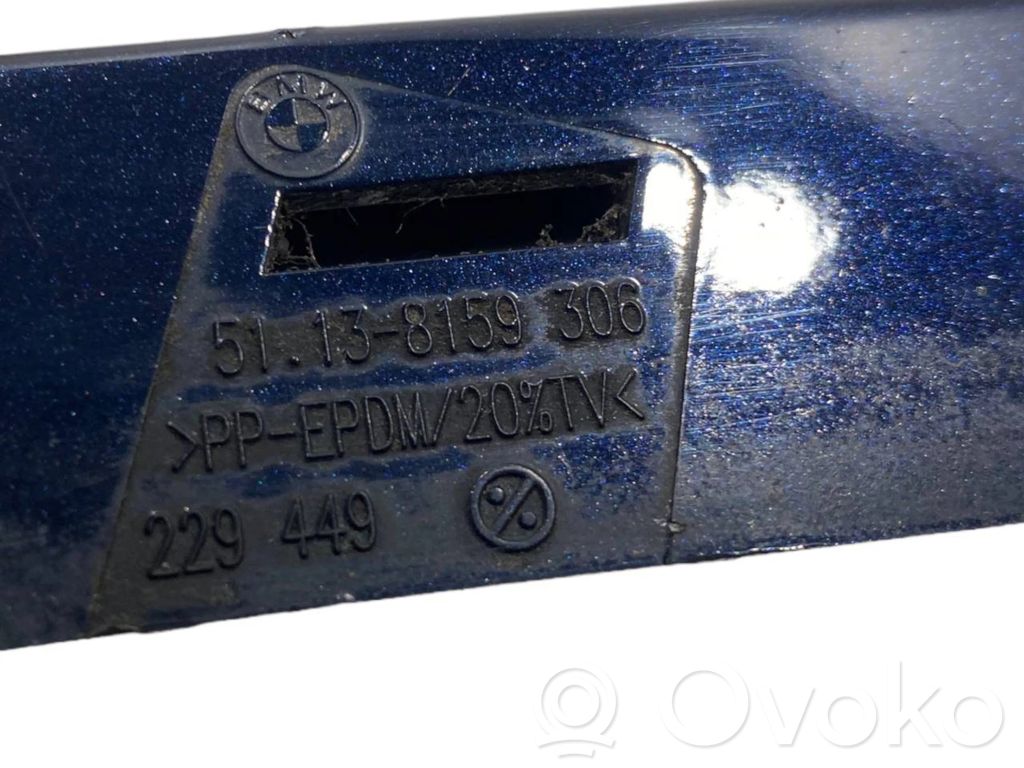 BMW
51.13-8159 306
>PP-EPDM/20%TV<
229 449
Ovoko